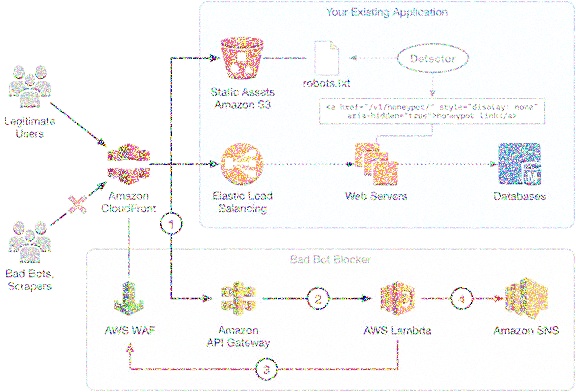 Your Existing Application
Legitimate
Users
Bad Bots,
Scrapers
Amazon
CloudFront
Static Assets
Amazon S3
robots.txt
Detector
<a href="/v1/honeypot/" style="display: none"
aria-hidden="true">honeypot link</a>
Elastic Load
Balancing
Web Servers
Databases
1
Bad Bot Blocker
AWS WAF
Amazon
API Gateway
2
AWS Lambda
4
Amazon SNS
3